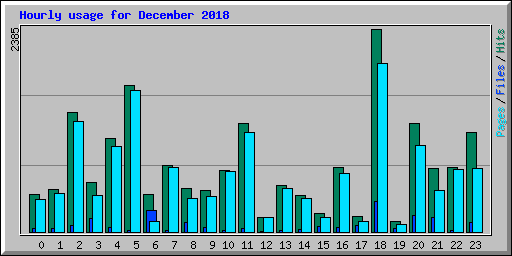 Hourly usage for December 2018
2385
Pages/Files/Hits
0 1 2 3 4 5 6 7 8 9 10 11 12 13 14 15 16 17 18 19 20 21 22 23